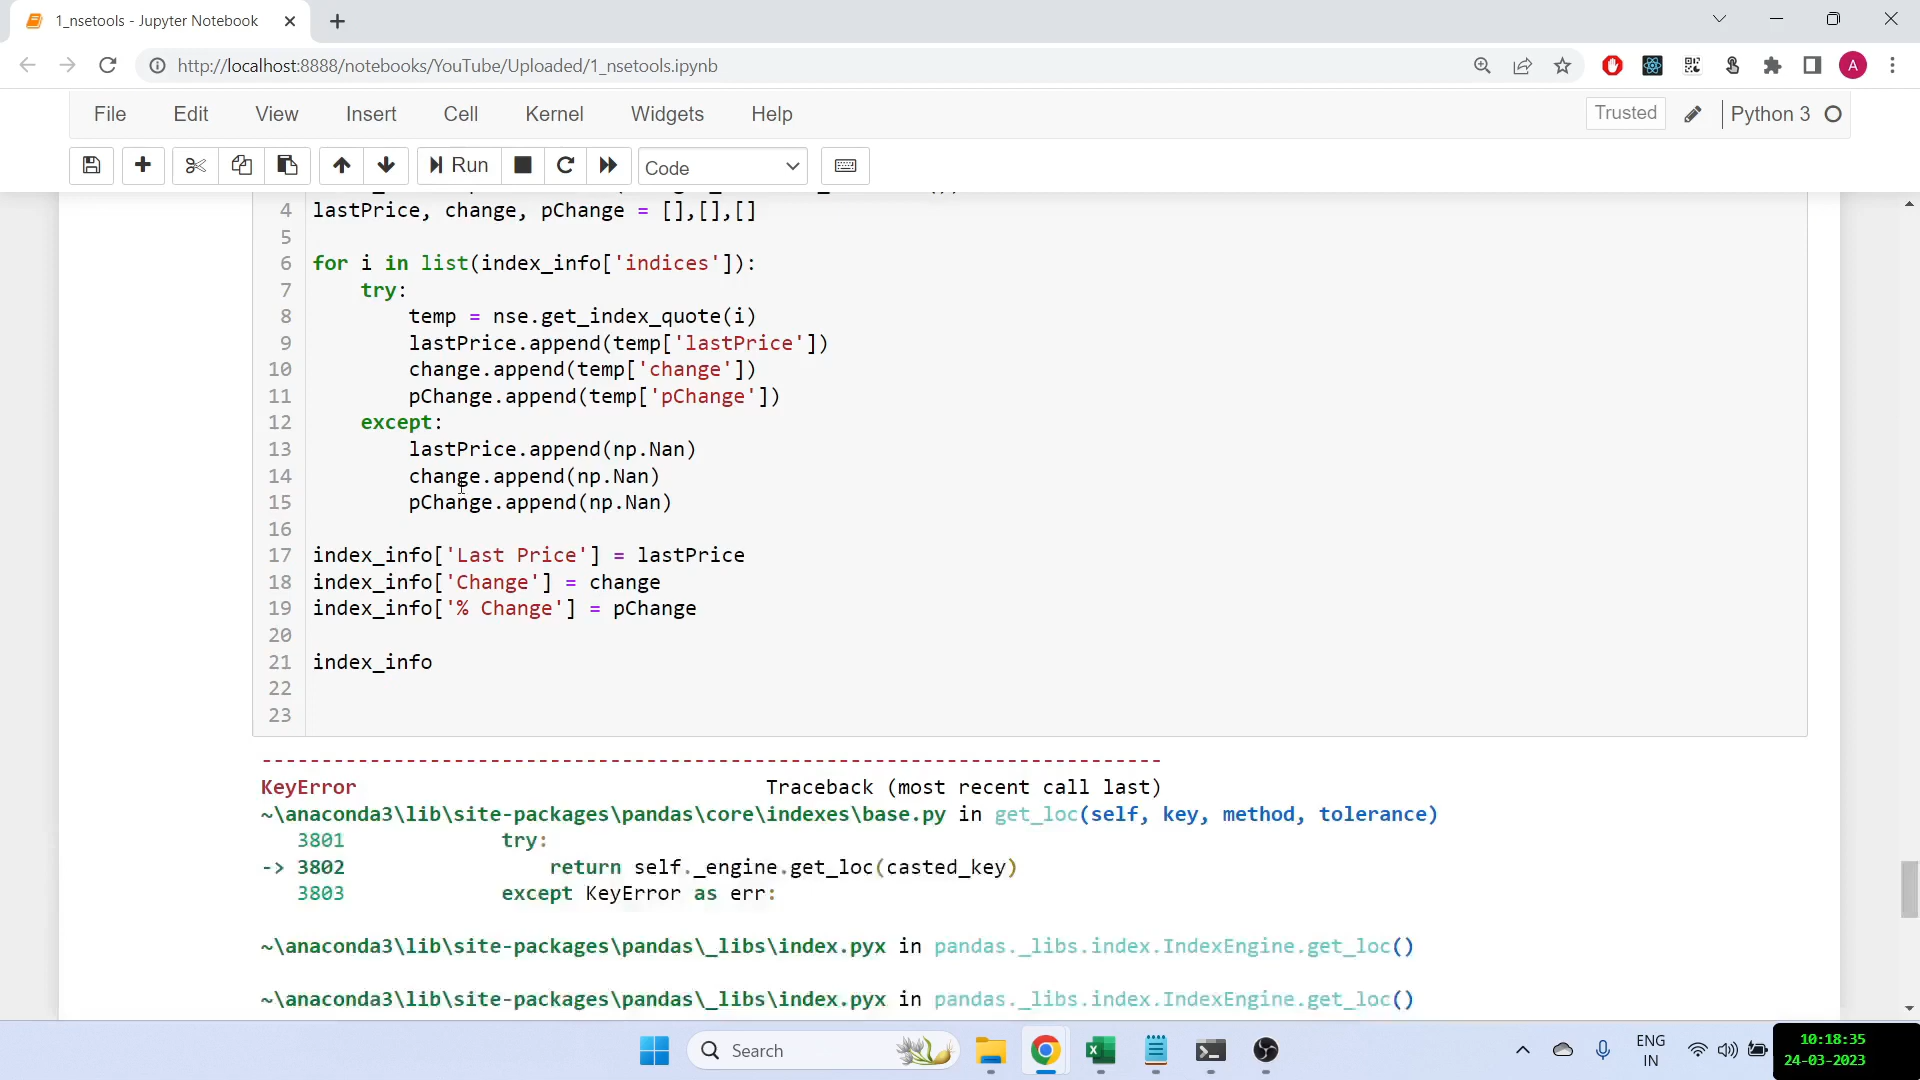 1_nsetools - Jupyter Notebook
http://localhost:8888/notebooks/YouTube/Uploaded/1_nsetools.ipynb
A
File Edit View Insert Cell Kernel Widgets Help Trusted Python 3
Run Code
4 lastPrice, change, pChange = [],[],[]
5
6 for i in list(index_info['indices']):
7 try:
8 temp = nse.get_index_quote(i)
9 lastPrice.append(temp['lastPrice'])
10 change.append(temp['change'])
11 pChange.append(temp['pChange'])
12 except:
13 lastPrice.append(np.Nan)
14 change.append(np.Nan)
15 pChange.append(np.Nan)
16
17 index_info['Last Price'] = lastPrice
18 index_info['Change'] = change
19 index_info['% Change'] = pChange
20
21 index_info
22
23
---------------------------------------------------------------------------
KeyError Traceback (most recent call last)
~\anaconda3\lib\site-packages\pandas\core\indexes\base.py in get_loc(self, key, method, tolerance)
3801 try:
-> 3802 return self._engine.get_loc(casted_key)
3803 except KeyError as err:
~\anaconda3\lib\site-packages\pandas\_libs\index.pyx in pandas._libs.index.IndexEngine.get_loc()
~\anaconda3\lib\site-packages\pandas\_libs\index.pyx in pandas._libs.index.IndexEngine.get_loc()
Search
ENG
IN
10:18:35
24-03-2023